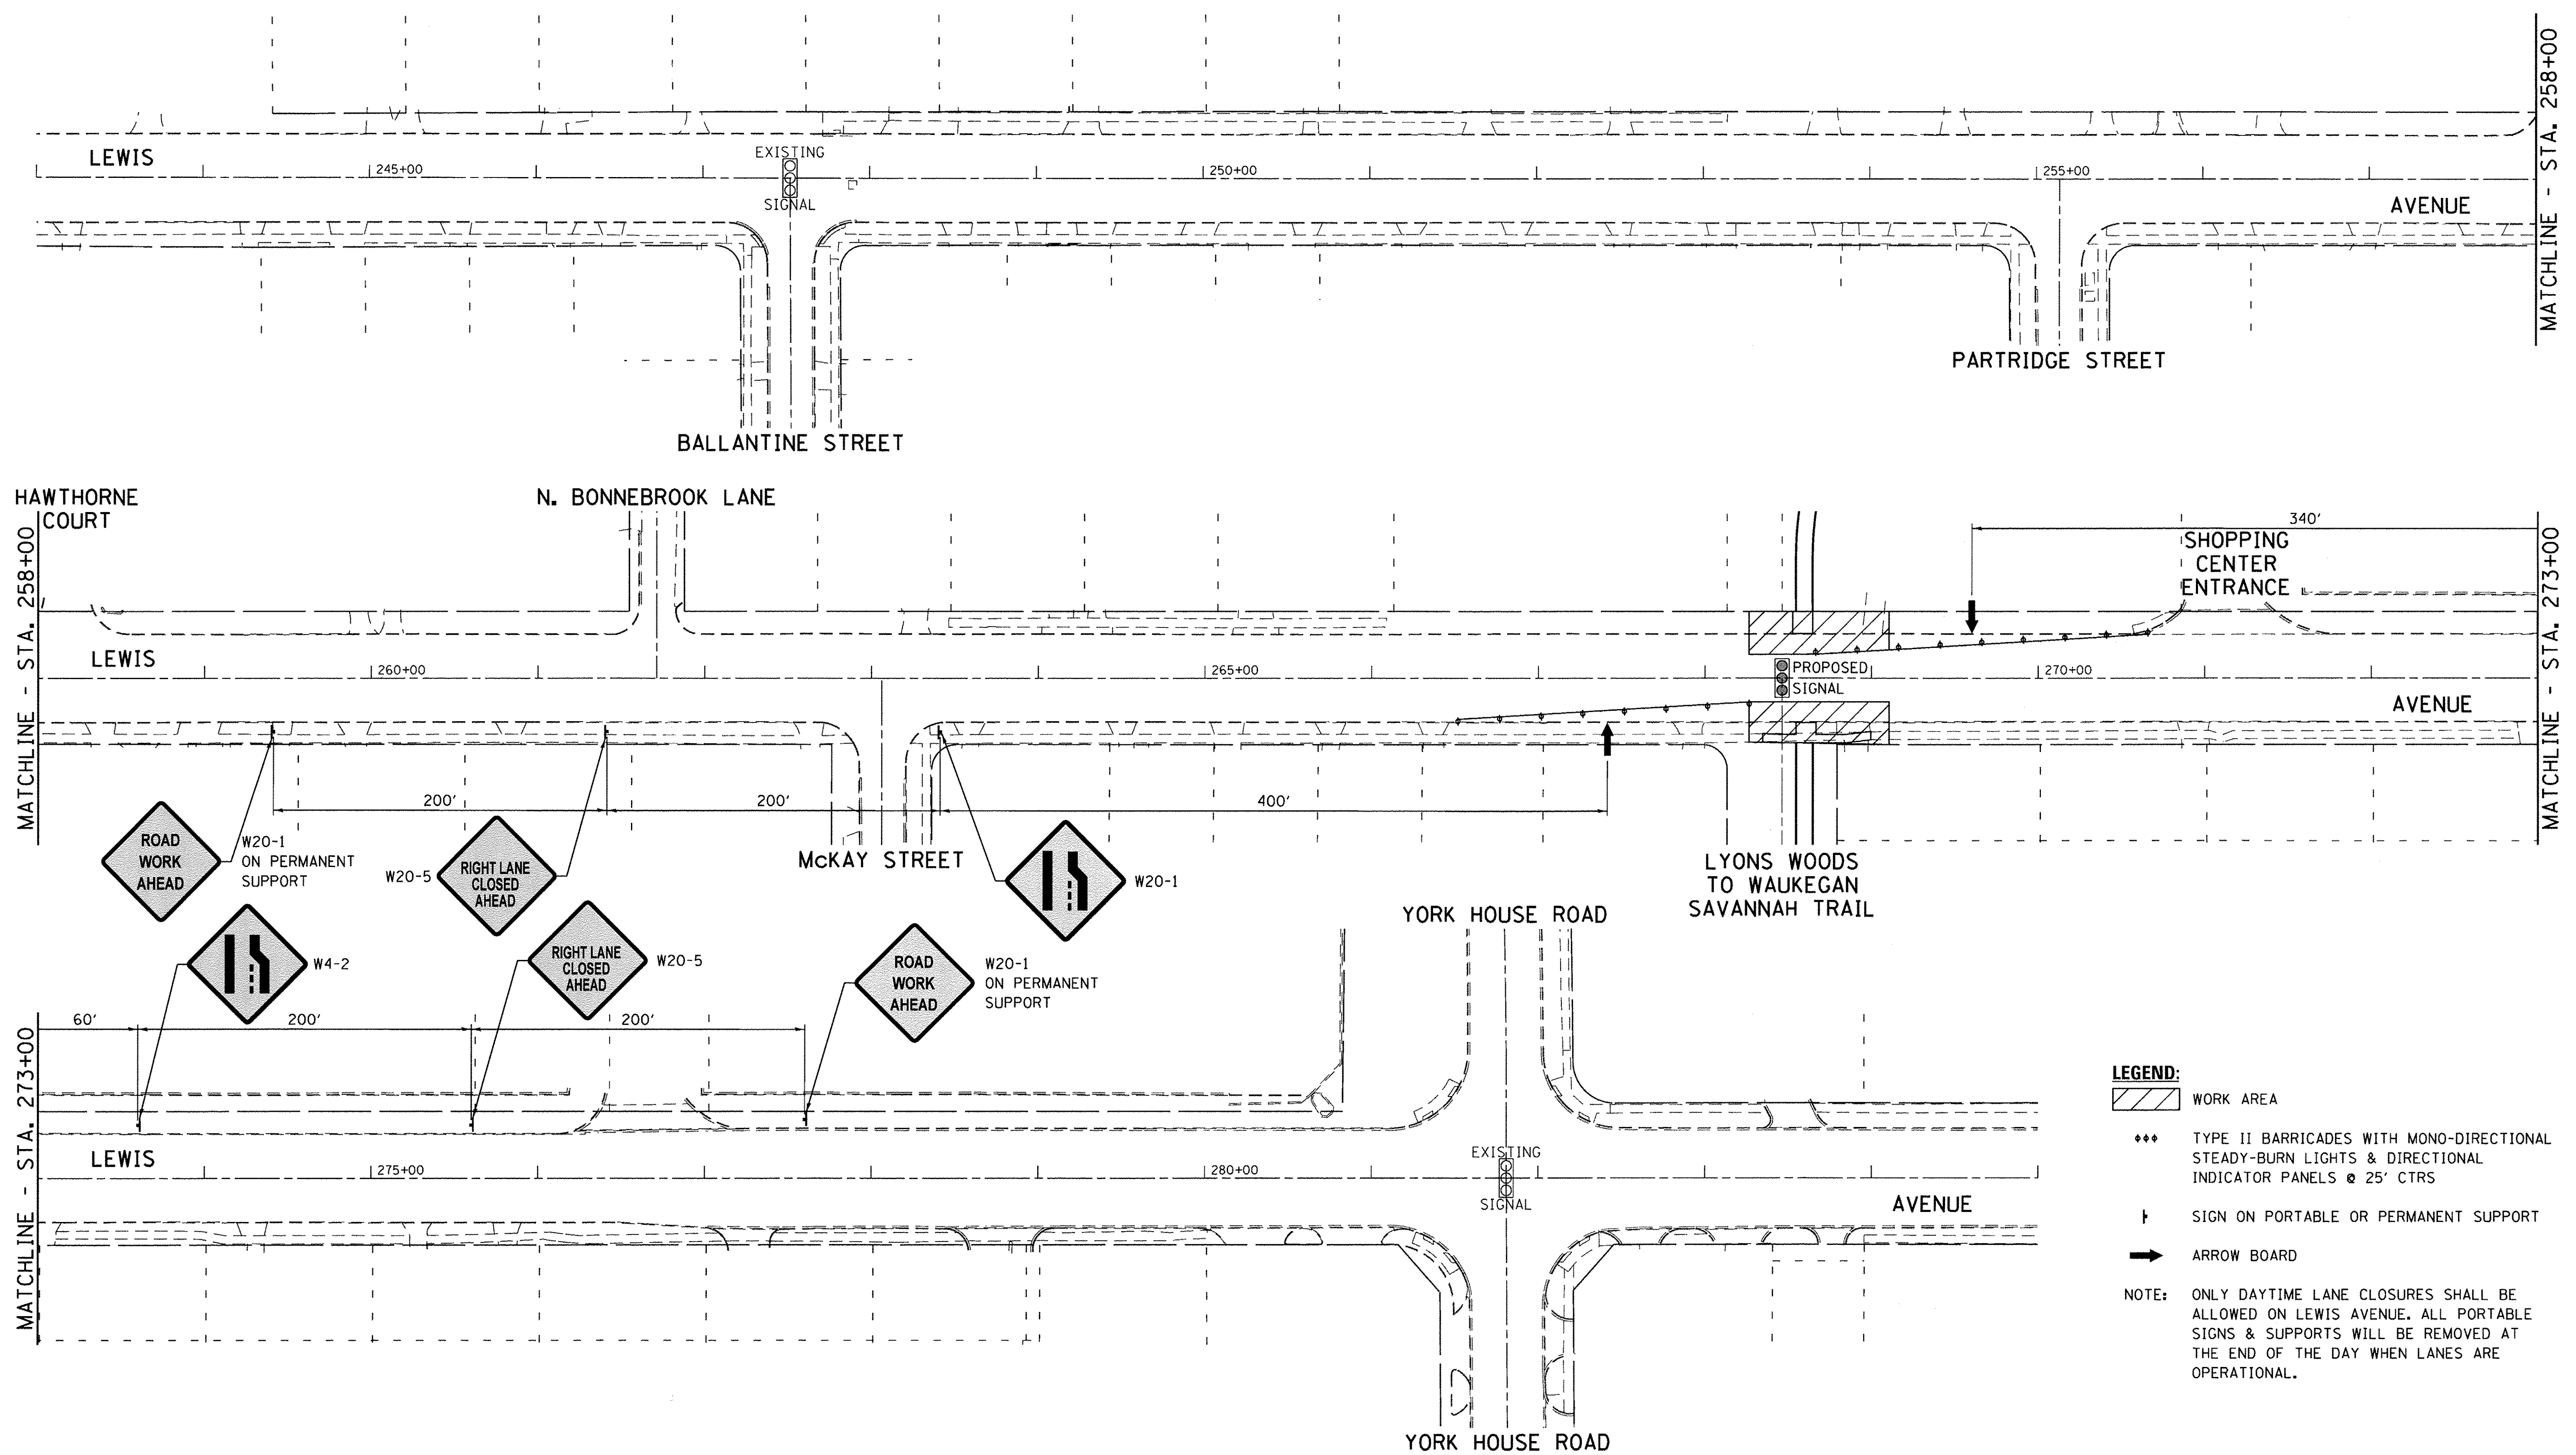 MATCHLINE - STA. 258+00
LEWIS
245+00
EXISTING
SIGNAL
250+00
255+00
AVENUE
PARTRIDGE STREET
BALLANTINE STREET
HAWTHORNE
COURT
N. BONNEBROOK LANE
340'
SHOPPING
CENTER
ENTRANCE
MATCHLINE - STA. 258+00
MATCHLINE - STA. 273+00
LEWIS
260+00
265+00
PROPOSED
SIGNAL
270+00
AVENUE
200'
200'
400'
ROAD
WORK
AHEAD
W20-1
ON PERMANENT
SUPPORT
W20-5
RIGHT LANE
CLOSED
AHEAD
McKAY STREET
W20-1
LYONS WOODS
TO WAUKEGAN
SAVANNAH TRAIL
YORK HOUSE ROAD
W4-2
RIGHT LANE
CLOSED
AHEAD
W20-5
ROAD
WORK
AHEAD
W20-1
ON PERMANENT
SUPPORT
60'
200'
200'
MATCHLINE - STA. 273+00
LEWIS
275+00
280+00
EXISTING
SIGNAL
AVENUE
YORK HOUSE ROAD
LEGEND:
WORK AREA
TYPE II BARRICADES WITH MONO-DIRECTIONAL
STEADY-BURN LIGHTS & DIRECTIONAL
INDICATOR PANELS @ 25' CTRS
SIGN ON PORTABLE OR PERMANENT SUPPORT
ARROW BOARD
NOTE: ONLY DAYTIME LANE CLOSURES SHALL BE
ALLOWED ON LEWIS AVENUE. ALL PORTABLE
SIGNS & SUPPORTS WILL BE REMOVED AT
THE END OF THE DAY WHEN LANES ARE
OPERATIONAL.